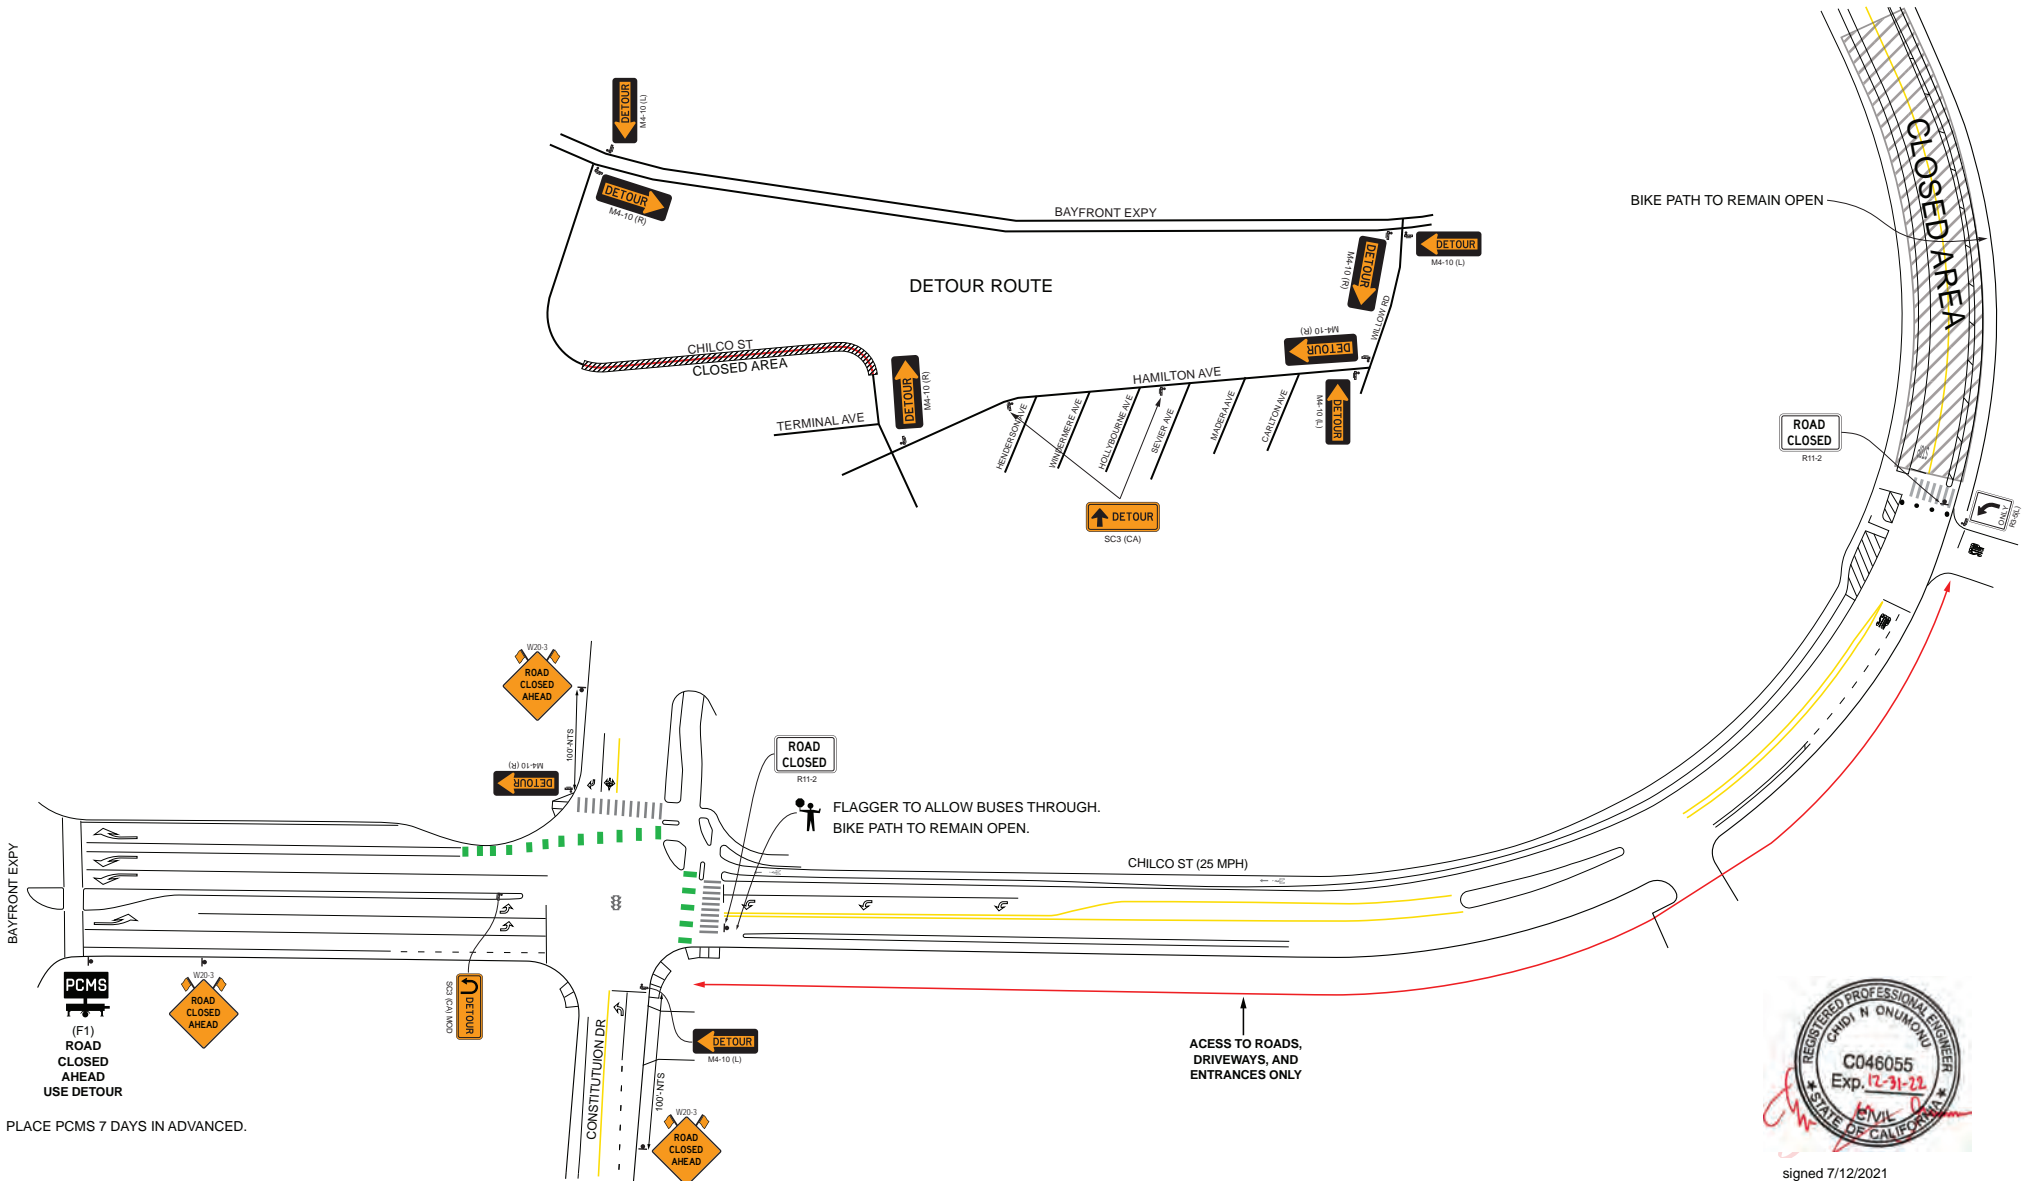 DETOUR
M4-10 (L)
DETOUR
M4-10 (R)
BAYFRONT EXPY
DETOUR
M4-10 (L)
DETOUR
M4-10 (R)
WILLOW RD
DETOUR ROUTE
M4-10 (R)
DETOUR
CHILCO ST
CLOSED AREA
DETOUR
M4-10 (R)
HAMILTON AVE
DETOUR
M4-10 (L)
TERMINAL AVE
HENDERSON AVE
WINDERMERE AVE
HOLLYBOURNE AVE
SEVIER AVE
MADERA AVE
CARLTON AVE
DETOUR
SC3 (CA)
CLOSED AREA
BIKE PATH TO REMAIN OPEN
ROAD
CLOSED
R11-2
ONLY
R3-5(L)
W20-3
ROAD
CLOSED
AHEAD
100'-NTS
M4-10 (R)
DETOUR
ROAD
CLOSED
R11-2
FLAGGER TO ALLOW BUSES THROUGH.
BIKE PATH TO REMAIN OPEN.
CHILCO ST (25 MPH)
BAYFRONT EXPY
PCMS
(F1)
ROAD
CLOSED
AHEAD
USE DETOUR
W20-3
ROAD
CLOSED
AHEAD
DETOUR
SC3 (CA) MOD
CONSTITUTUION DR
DETOUR
M4-10 (L)
100'-NTS
W20-3
ROAD
CLOSED
AHEAD
ACESS TO ROADS,
DRIVEWAYS, AND
ENTRANCES ONLY
PLACE PCMS 7 DAYS IN ADVANCED.
REGISTERED PROFESSIONAL ENGINEER
CHIDI N ONUMONU
C046055
Exp. 12-31-22
CIVIL
STATE OF CALIFORNIA
signed 7/12/2021